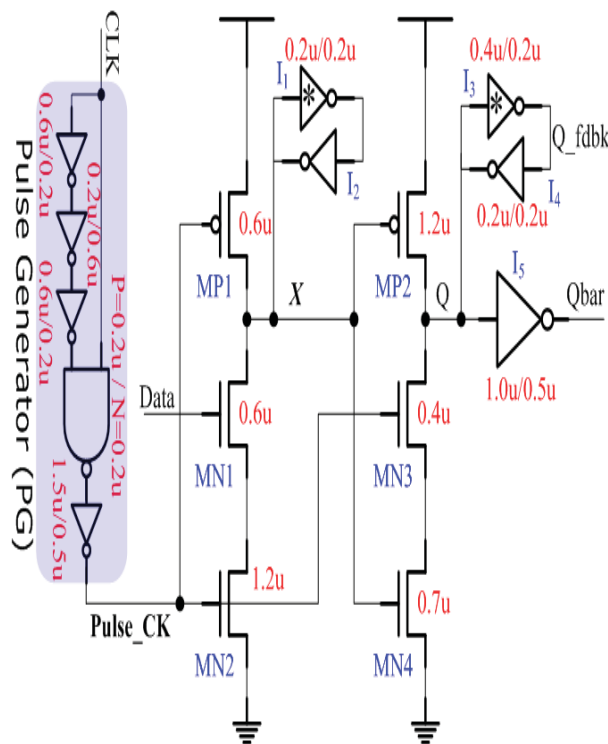 CLK
0.6u/0.2u
0.2u/0.6u
0.6u/0.2u
P=0.2u / N=0.2u
1.5u/0.5u
Pulse Generator (PG)
Pulse_CK
Data
0.2u/0.2u
I1
*
I2
0.6u
MP1
X
0.6u
MN1
1.2u
MN2
0.4u/0.2u
I3
*
Q_fdbk
I4
0.2u/0.2u
1.2u
MP2
Q
I5
Qbar
1.0u/0.5u
0.4u
MN3
0.7u
MN4